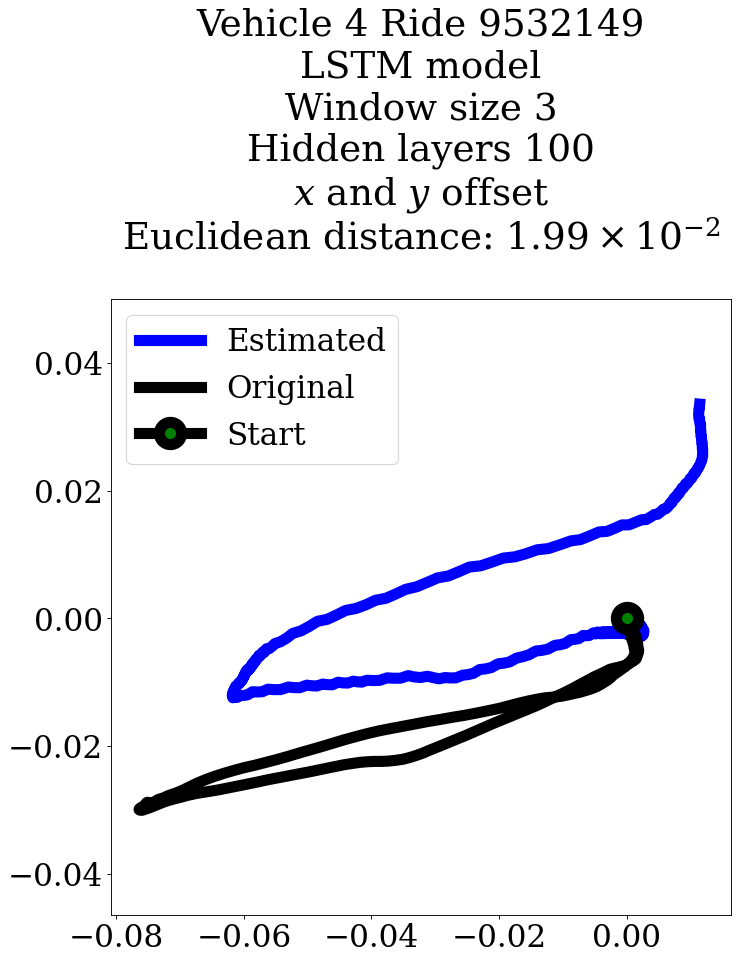 Vehicle 4 Ride 9532149
LSTM model
Window size 3
Hidden layers 100
x and y offset
Euclidean distance: 1.99 × 10⁻²
Estimated
Original
Start
0.04
0.02
0.00
−0.02
−0.04
−0.08
−0.06
−0.04
−0.02
0.00